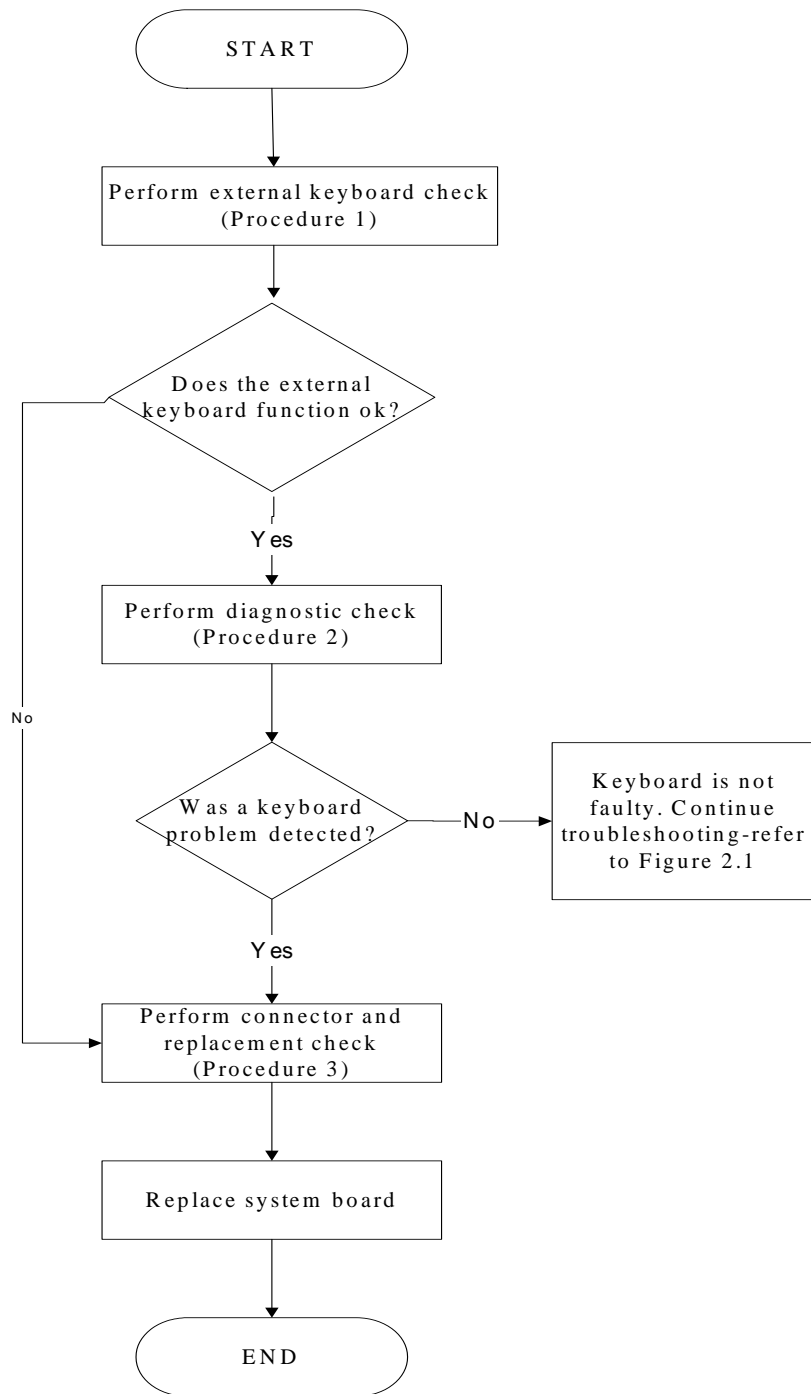 START
Perform external keyboard check
(Procedure 1)
Does the external
keyboard function ok?
Yes
Perform diagnostic check
(Procedure 2)
No
Was a keyboard
problem detected?
No
Keyboard is not
faulty. Continue
troubleshooting-refer
to Figure 2.1
Yes
Perform connector and
replacement check
(Procedure 3)
Replace system board
END